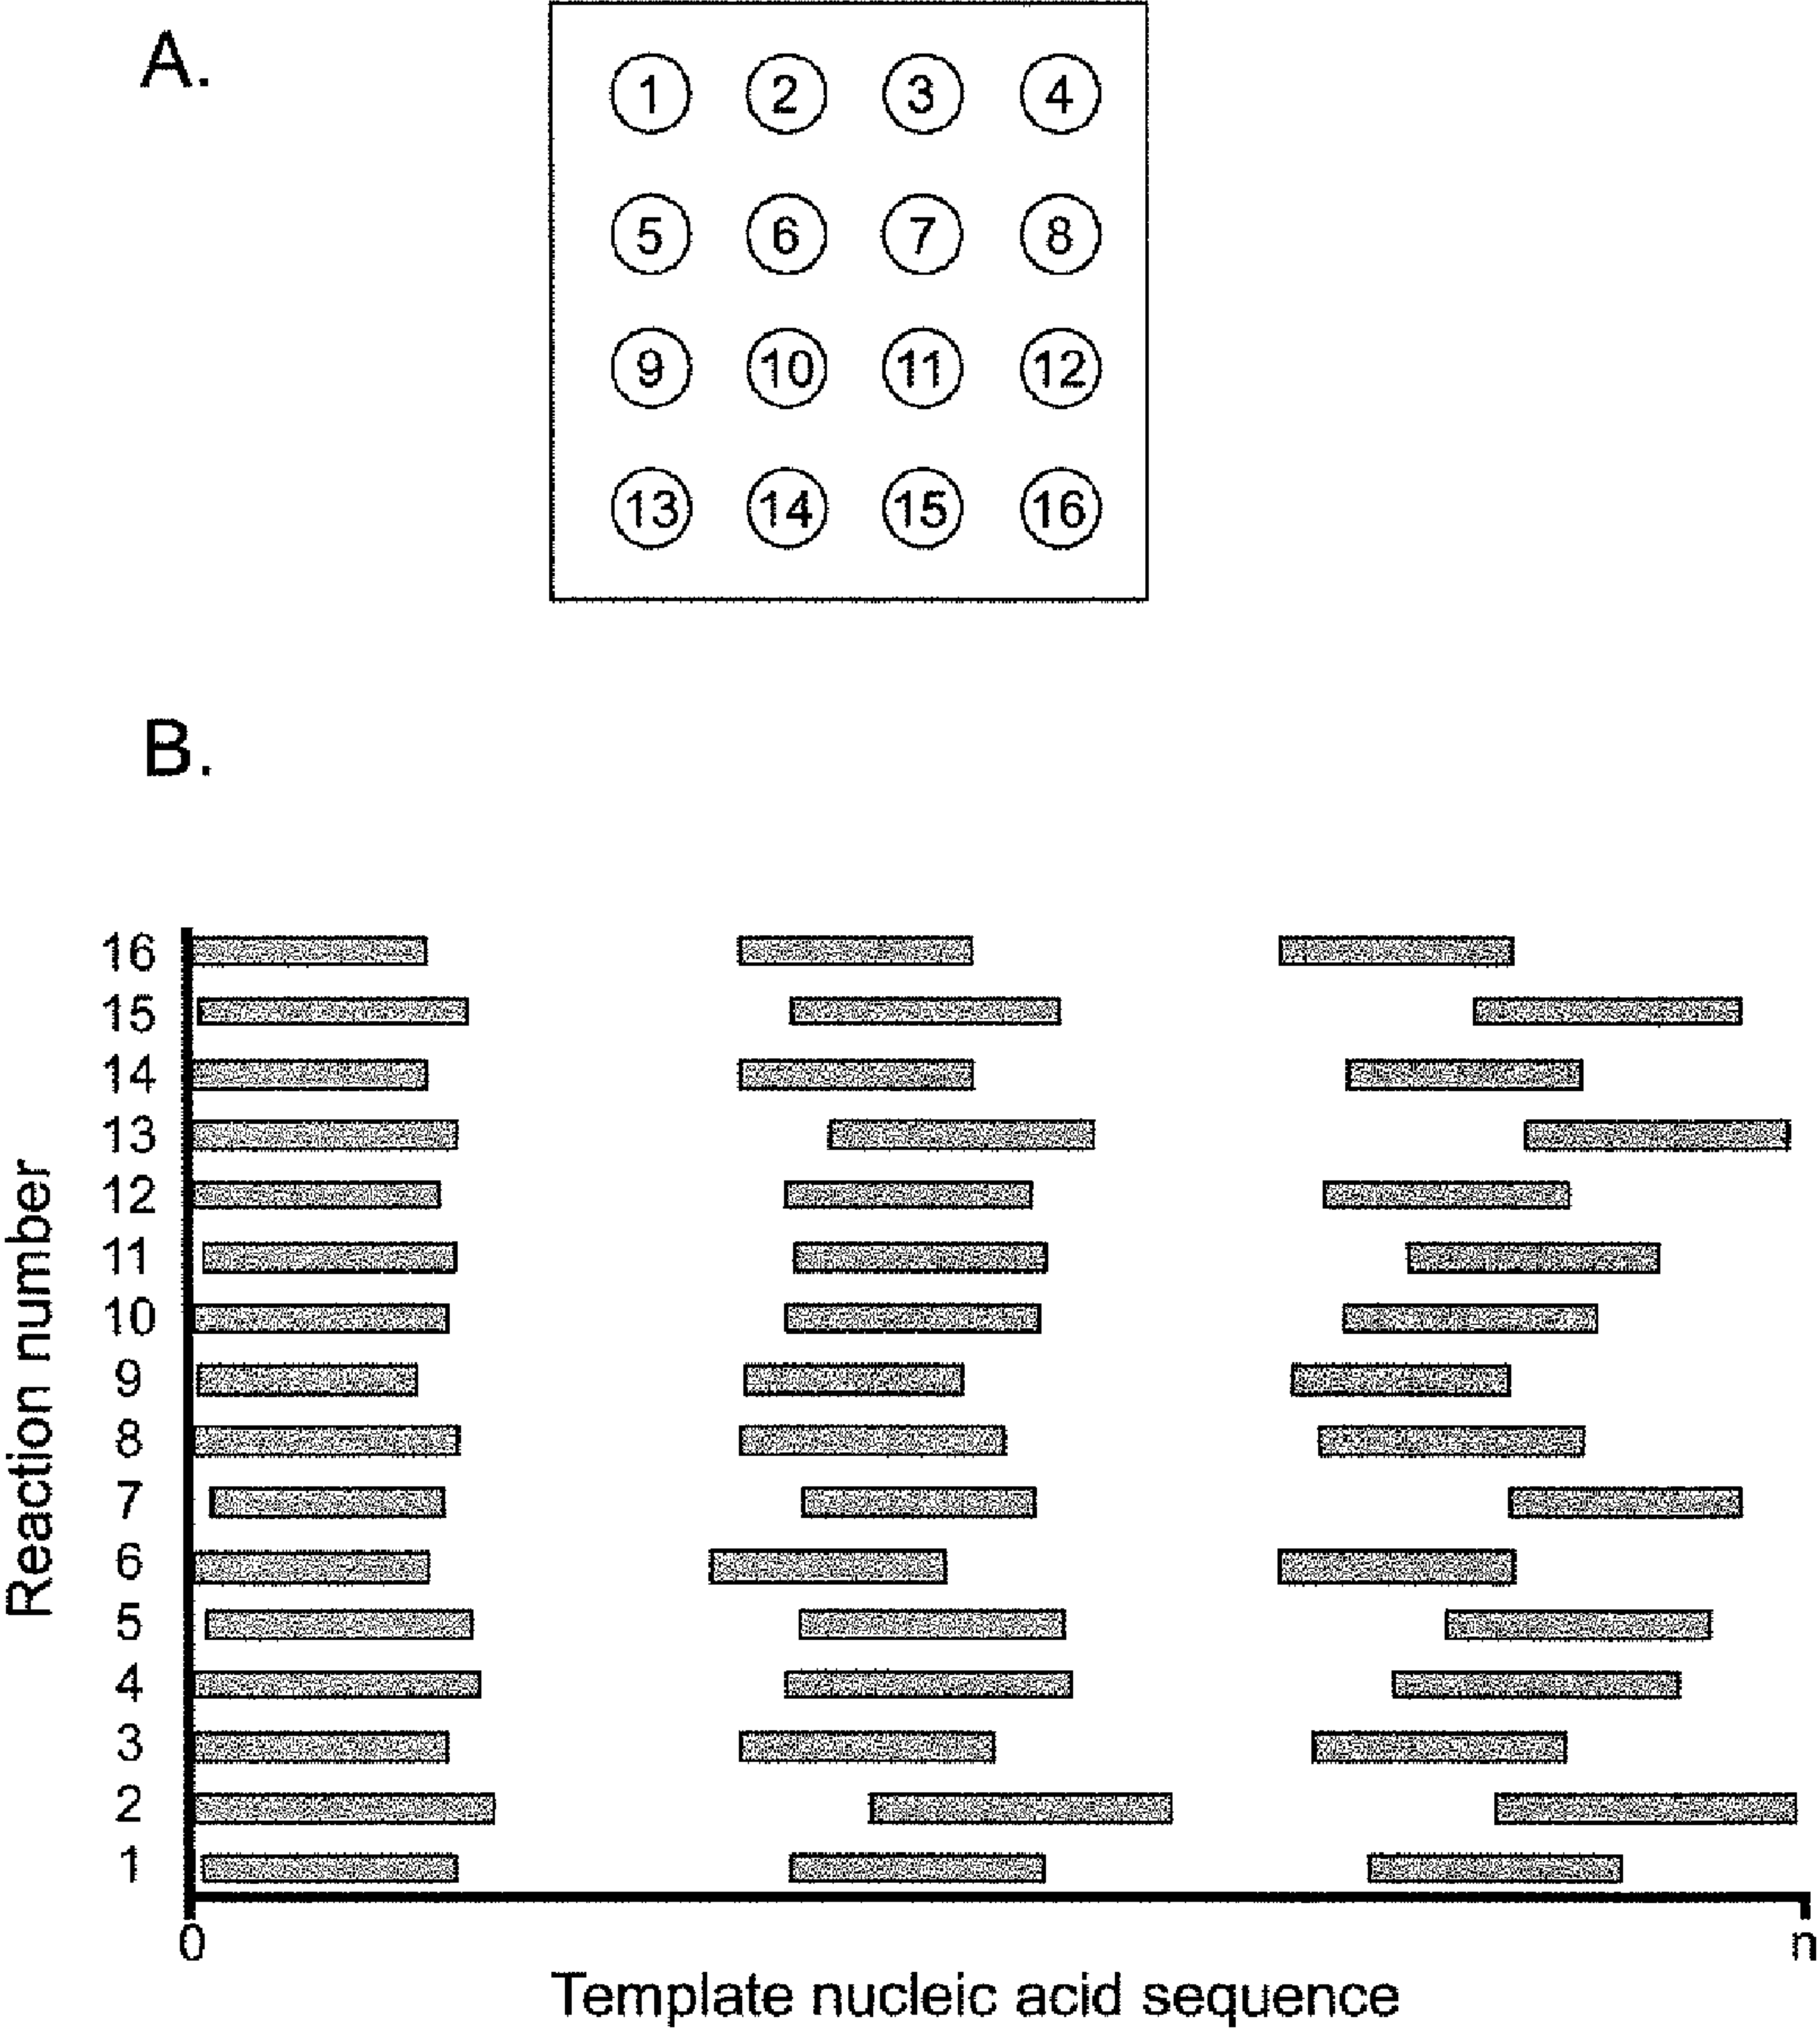 A.
1 2 3 4
5 6 7 8
9 10 11 12
13 14 15 16
B.
Reaction number
16
15
14
13
12
11
10
9
8
7
6
5
4
3
2
1
0 n
Template nucleic acid sequence